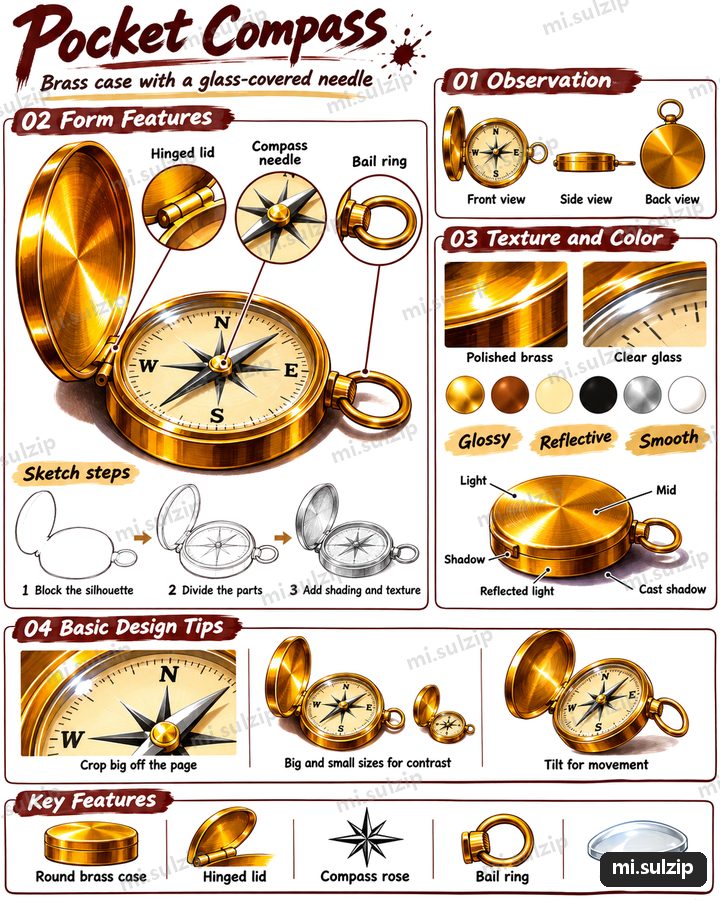 Pocket Compass
Brass case with a glass-covered needle
01 Observation
Front view
Side view
Back view
02 Form Features
Hinged lid
Compass
needle
Bail ring
N
W
E
S
Sketch steps
1 Block the silhouette
2 Divide the parts
3 Add shading and texture
03 Texture and Color
Polished brass
Clear glass
Glossy
Reflective
Smooth
Light
Mid
Shadow
Reflected light
Cast shadow
04 Basic Design Tips
N
W
Crop big off the page
Big and small sizes for contrast
Tilt for movement
Key Features
Round brass case
Hinged lid
Compass rose
Bail ring
mi.sulzip